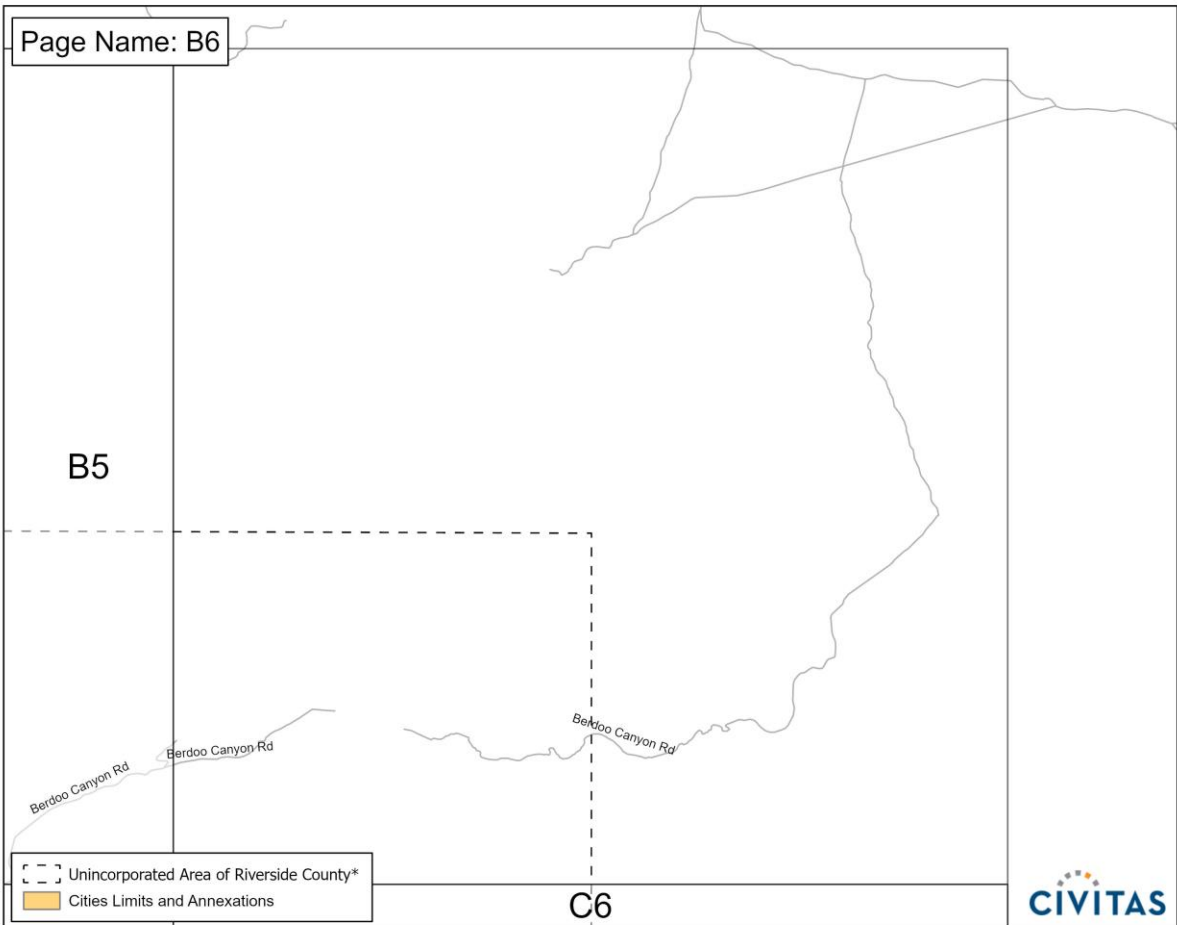 Page Name: B6
B5
Berdoo Canyon Rd
Berdoo Canyon Rd
Berdoo Canyon Rd
Unincorporated Area of Riverside County*
Cities Limits and Annexations
C6
CIVITAS